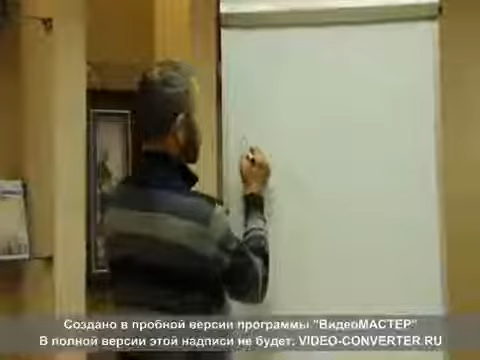 Создано в пробной версии программы "ВидеоМАСТЕР"
В полной версии этой надписи не будет. VIDEO-CONVERTER.RU